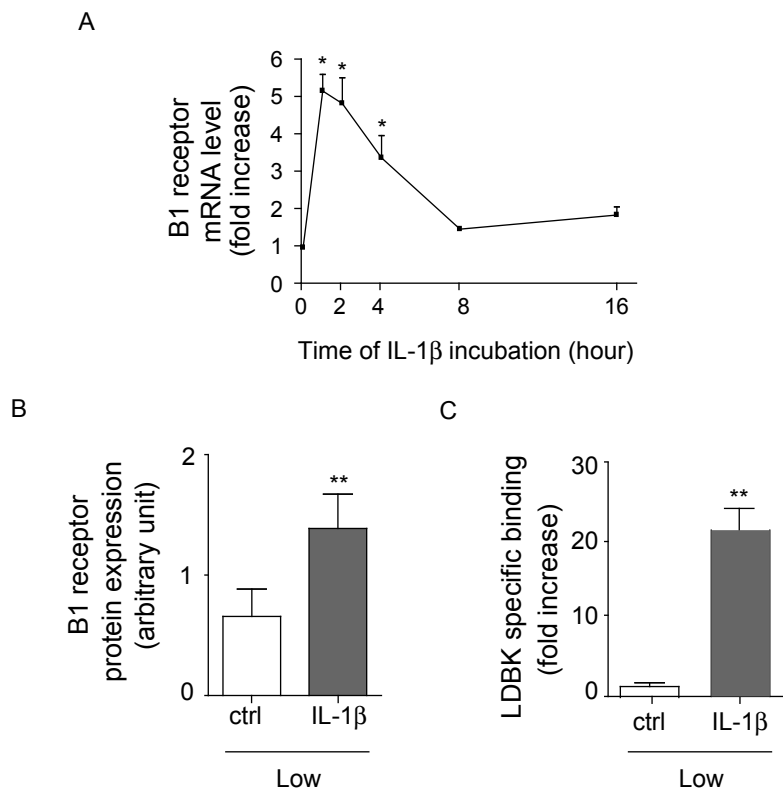 A
B1 receptor
mRNA level
(fold increase)
6
5
4
3
2
1
0
*
*
*
0
2
4
8
16
Time of IL-1β incubation (hour)
B
B1 receptor
protein expression
(arbitrary unit)
2
1
0
**
ctrl
IL-1β
Low
C
LDBK specific binding
(fold increase)
30
20
10
0
**
ctrl
IL-1β
Low